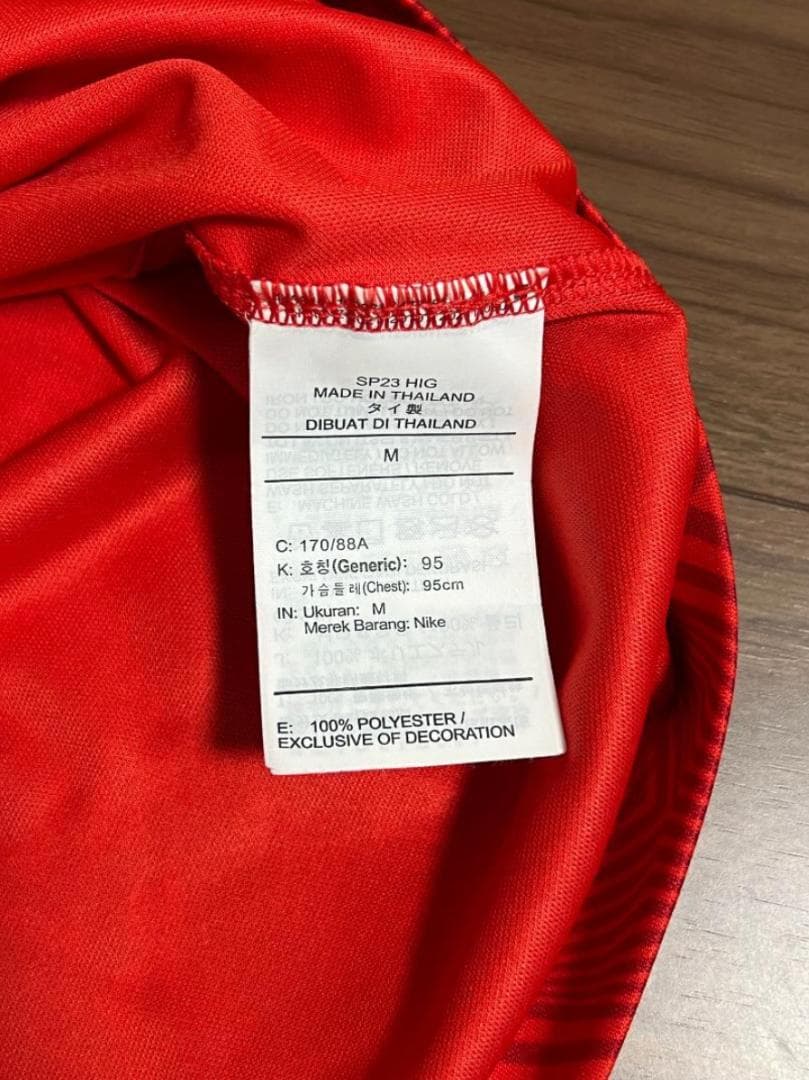 SP23 HIG
MADE IN THAILAND
タイ製
DIBUAT DI THAILAND
M
C: 170/88A
K: 호칭(Generic): 95
가슴둘레(Chest): 95cm
IN: Ukuran: M
Merek Barang: Nike
E: 100% POLYESTER /
EXCLUSIVE OF DECORATION